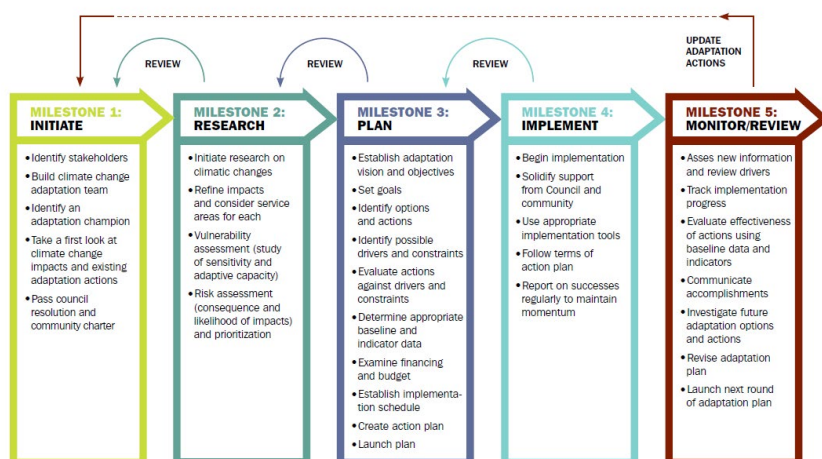 UPDATE
ADAPTATION
ACTIONS
REVIEW
REVIEW
REVIEW
MILESTONE 1:
INITIATE
• Identify stakeholders
• Build climate change
adaptation team
• Identify an
adaptation champion
• Take a first look at
climate change
impacts and existing
adaptation actions
• Pass council
resolution and
community charter
MILESTONE 2:
RESEARCH
• Initiate research on
climatic changes
• Refine impacts
and consider service
areas for each
• Vulnerability
assessment (study
of sensitivity and
adaptive capacity)
• Risk assessment
(consequence and
likelihood of impacts)
and prioritization
MILESTONE 3:
PLAN
• Establish adaptation
vision and objectives
• Set goals
• Identify options
and actions
• Identify possible
drivers and constraints
• Evaluate actions
against drivers and
constraints
• Determine appropriate
baseline and
indicator data
• Examine financing
and budget
• Establish implementa-
tion schedule
• Create action plan
• Launch plan
MILESTONE 4:
IMPLEMENT
• Begin implementation
• Solidify support
from Council and
community
• Use appropriate
implementation tools
• Follow terms of
action plan
• Report on successes
regularly to maintain
momentum
MILESTONE 5:
MONITOR/REVIEW
• Asses new information
and review drivers
• Track implementation
progress
• Evaluate effectiveness
of actions using
baseline data and
indicators
• Communicate
accomplishments
• Investigate future
adaptation options
and actions
• Revise adaptation
plan
• Launch next round
of adaptation plan